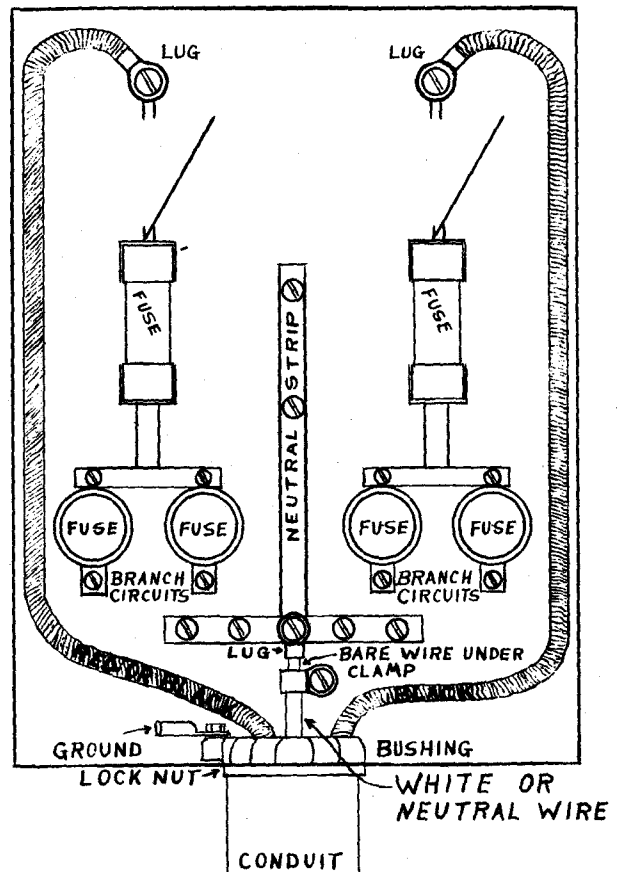 LUG
LUG
FUSE
FUSE
NEUTRAL STRIP
FUSE
FUSE
FUSE
FUSE
BRANCH
CIRCUITS
BRANCH
CIRCUITS
LUG
BARE WIRE UNDER
CLAMP
GROUND
BUSHING
LOCK NUT
WHITE OR
NEUTRAL WIRE
CONDUIT